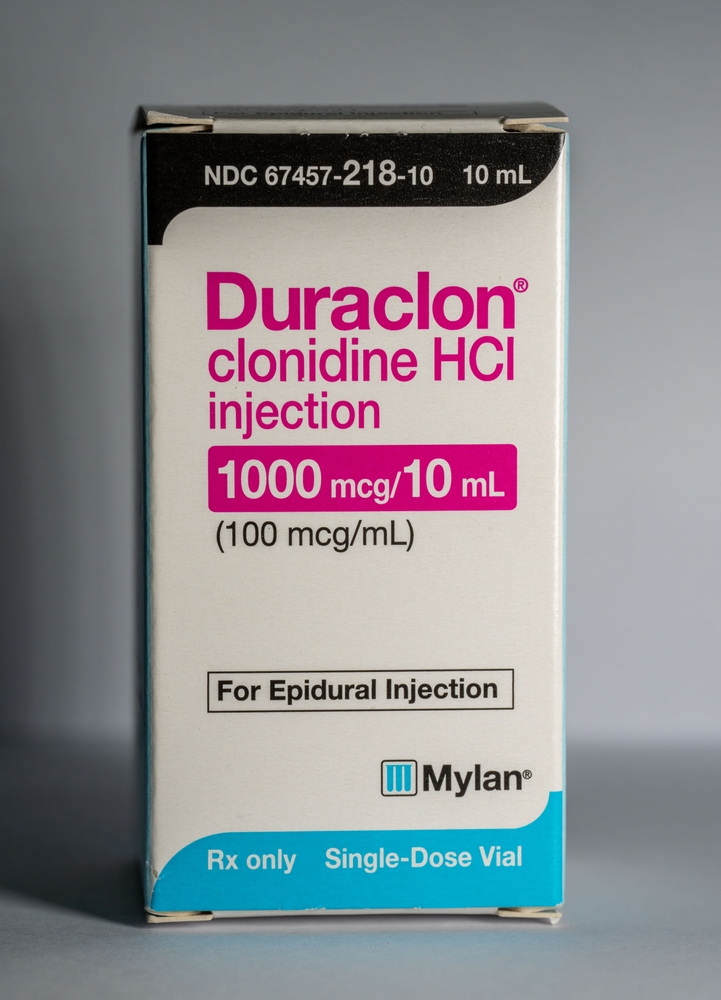 NDC 67457-218-10 10 mL
Duraclon®
clonidine HCl
injection
1000 mcg/10 mL
(100 mcg/mL)
For Epidural Injection
Mylan®
Rx only Single-Dose Vial